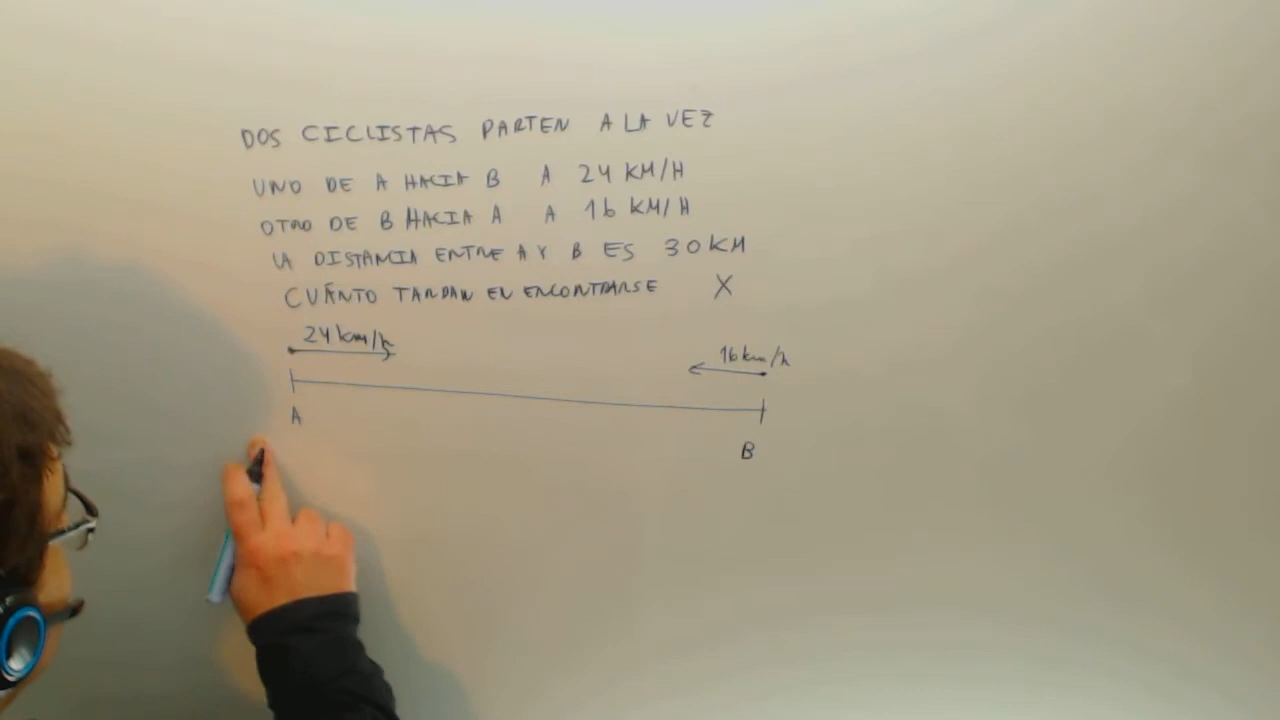 DOS CICLISTAS PARTEN A LA VEZ
UNO DE A HACIA B A 24 KM/H
OTRO DE B HACIA A A 16 KM/H
LA DISTANCIA ENTRE A Y B ES 30 KM
CUÁNTO TARDAN EN ENCONTRARSE X
24 km/h
16 km/h
A
B